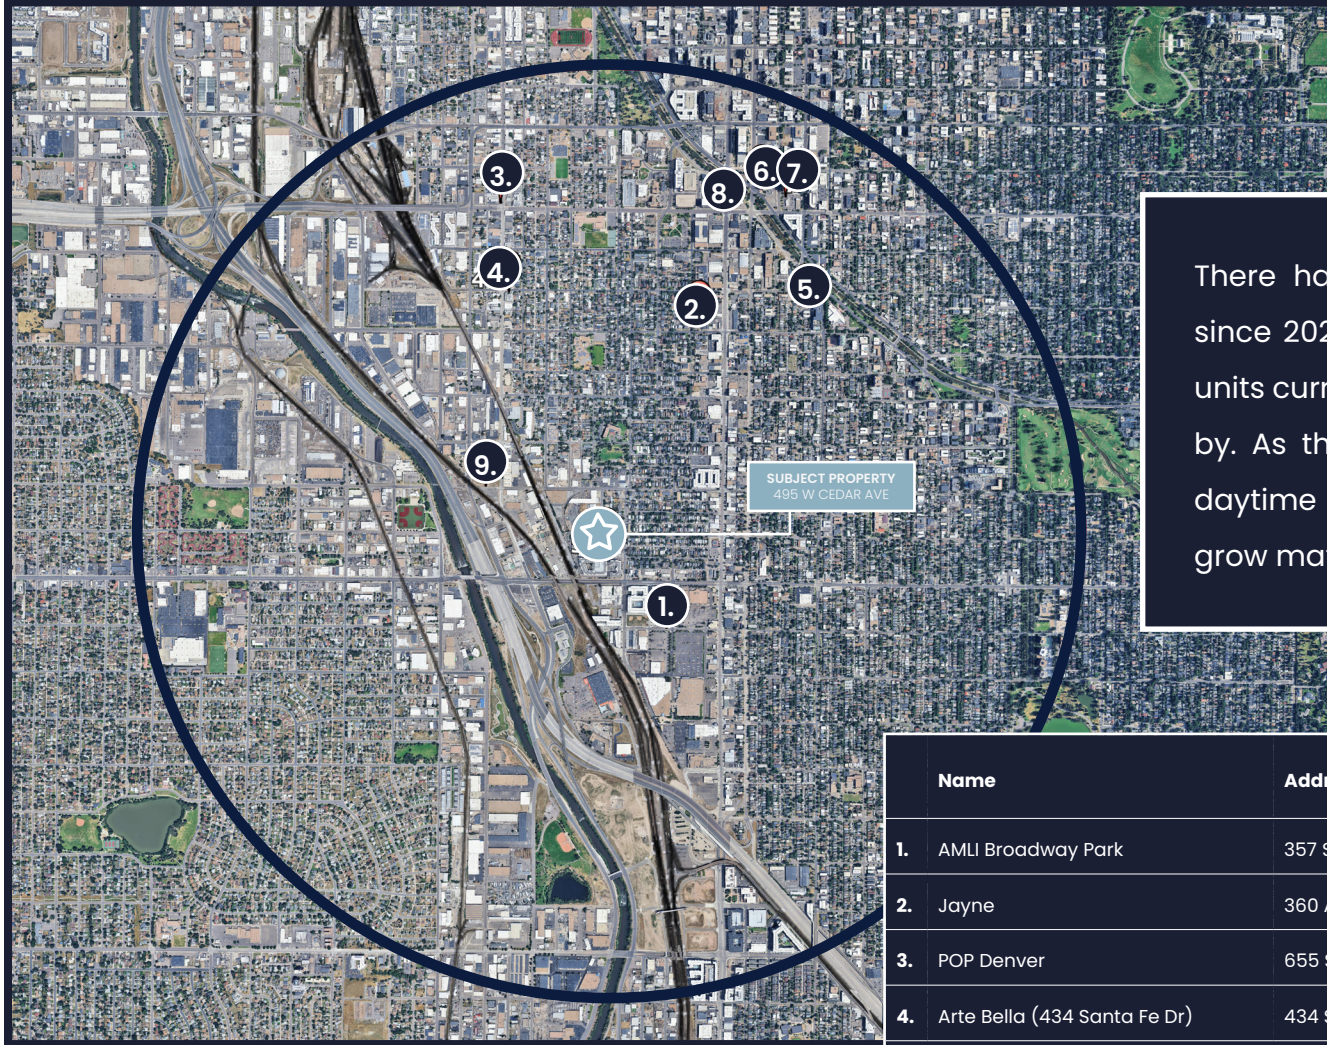 3.
6.
7.
8.
4.
5.
2.
9.
SUBJECT PROPERTY
495 W CEDAR AVE
1.
There
since
units
by. As
daytime
grow
Name
1. AMLI Broadway Park 357
2. Jayne 360
3. POP Denver 655
4. Arte Bella (434 Santa Fe Dr) 434